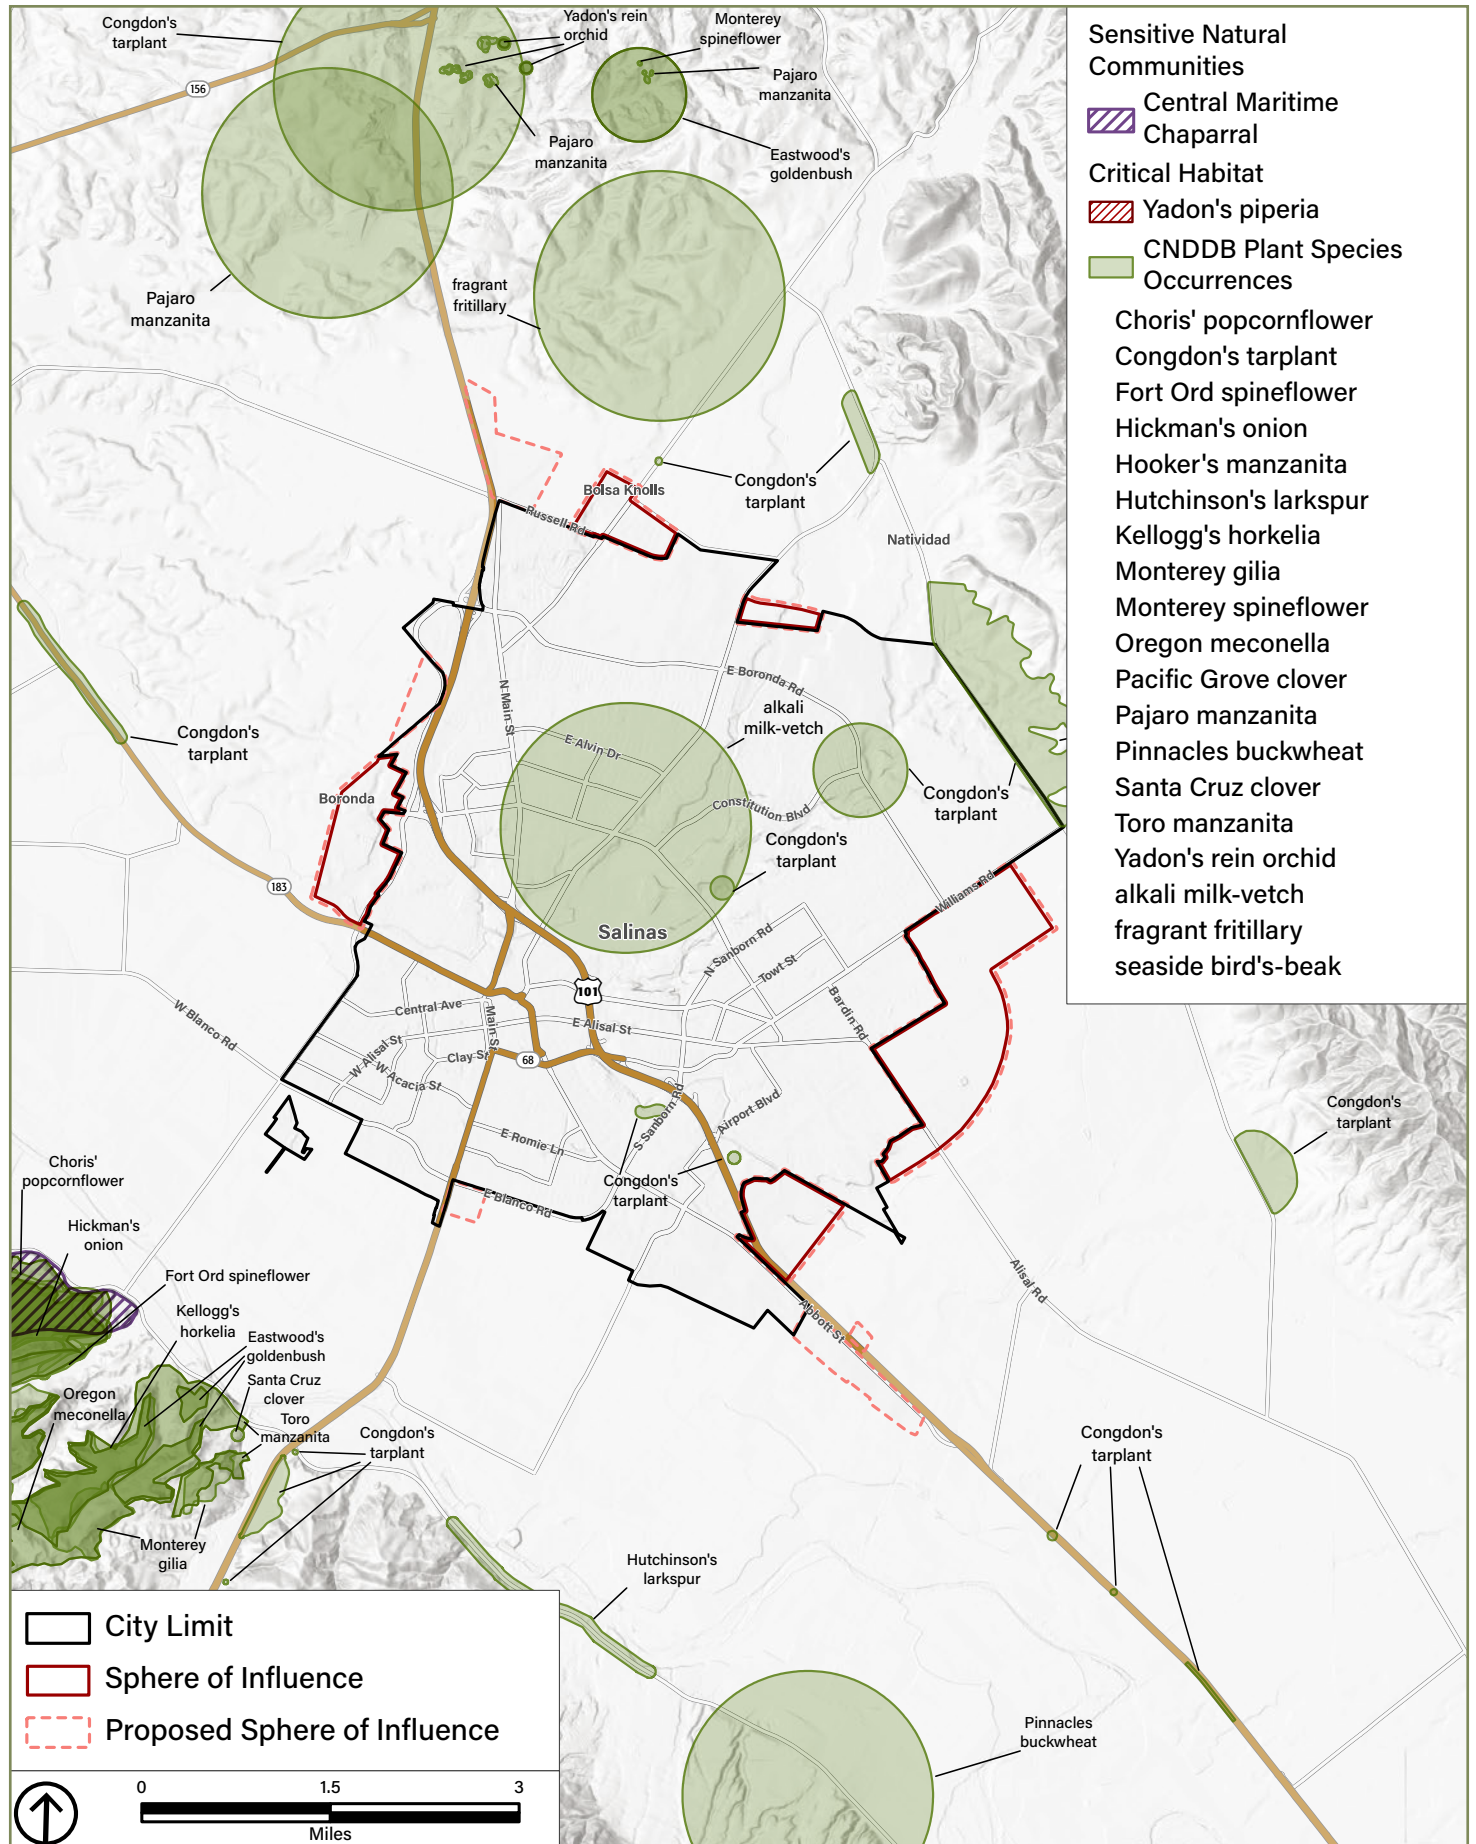 Congdon's
tarplant
Yadon's rein
orchid
Monterey
spineflower
Pajaro
manzanita
156
Pajaro
manzanita
Eastwood's
goldenbush
Pajaro
manzanita
fragrant
fritillary
Bolsa Knolls
Congdon's
tarplant
Russell Rd
Natividad
E Boronda Rd
N Main St
alkali
milk-vetch
Congdon's
tarplant
E Alvin Dr
Boronda
Constitution Blvd
Congdon's
tarplant
Congdon's
tarplant
183
Williams Rd
Salinas
N Sanborn Rd
Towt St
101
Bardin Rd
W Blanco Rd
Central Ave
Main St
E Alisal St
W Alisal St
Clay St
68
W Acacia St
S Sanborn Rd
Airport Blvd
Congdon's
tarplant
E Romie Ln
Choris'
popcornflower
Congdon's
tarplant
E Blanco Rd
Hickman's
onion
Fort Ord spineflower
Alisal Rd
Kellogg's
horkelia
Abbott St
Eastwood's
goldenbush
Santa Cruz
clover
Oregon
meconella
Toro
manzanita
Congdon's
tarplant
Congdon's
tarplant
Monterey
gilia
Hutchinson's
larkspur
Pinnacles
buckwheat
Sensitive Natural
Communities
Central Maritime
Chaparral
Critical Habitat
Yadon's piperia
CNDDB Plant Species
Occurrences
Choris' popcornflower
Congdon's tarplant
Fort Ord spineflower
Hickman's onion
Hooker's manzanita
Hutchinson's larkspur
Kellogg's horkelia
Monterey gilia
Monterey spineflower
Oregon meconella
Pacific Grove clover
Pajaro manzanita
Pinnacles buckwheat
Santa Cruz clover
Toro manzanita
Yadon's rein orchid
alkali milk-vetch
fragrant fritillary
seaside bird's-beak
City Limit
Sphere of Influence
Proposed Sphere of Influence
0 1.5 3
Miles